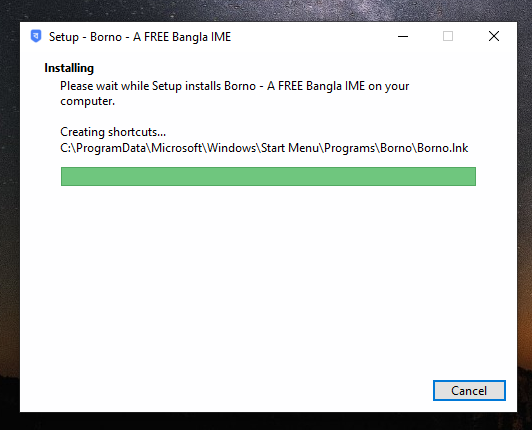 Setup - Borno - A FREE Bangla IME
Installing
Please wait while Setup installs Borno - A FREE Bangla IME on your
computer.
Creating shortcuts...
C:\ProgramData\Microsoft\Windows\Start Menu\Programs\Borno\Borno.lnk
Cancel